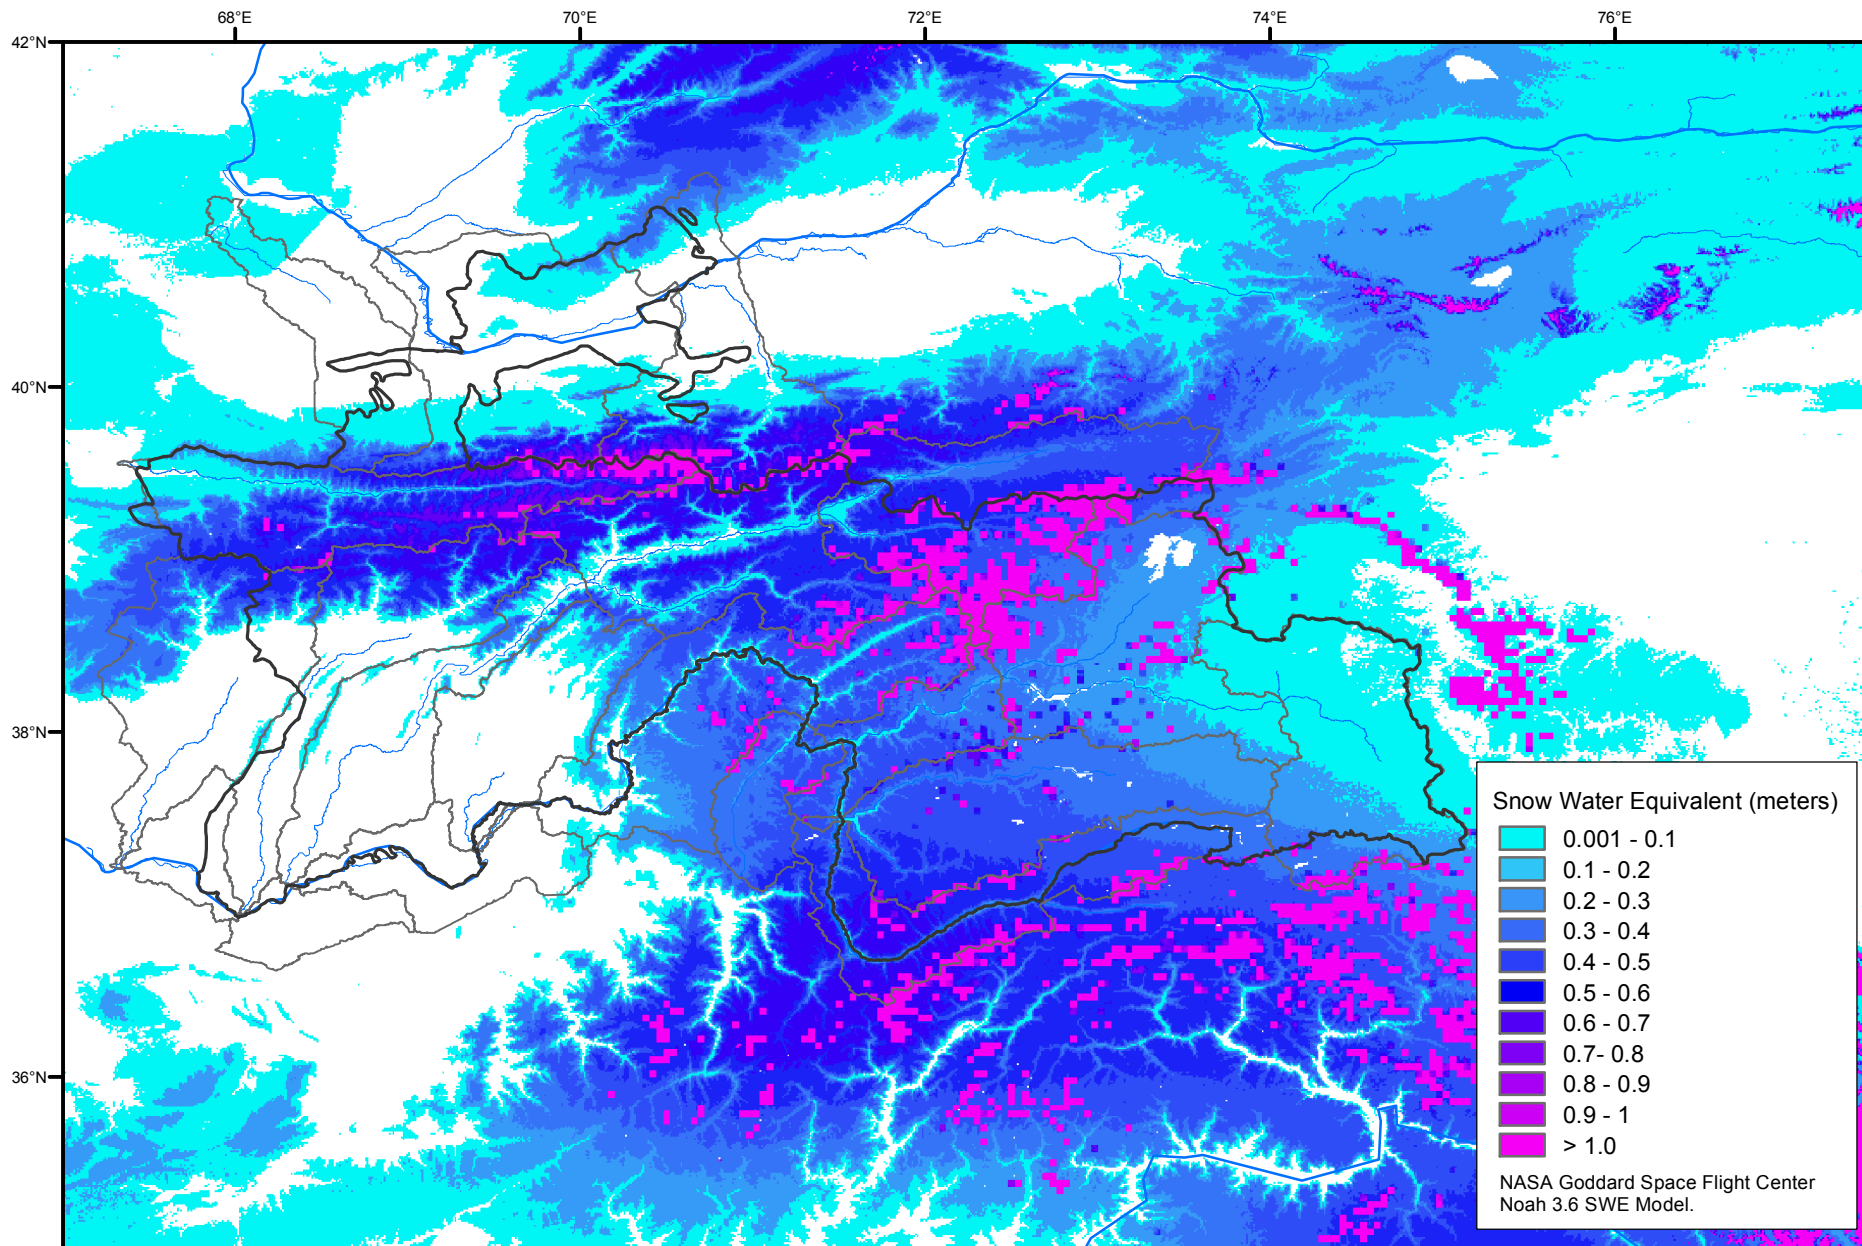 68°E 70°E 72°E 74°E 76°E
42°N
40°N
38°N
36°N
Snow Water Equivalent (meters)
0.001 - 0.1
0.1 - 0.2
0.2 - 0.3
0.3 - 0.4
0.4 - 0.5
0.5 - 0.6
0.6 - 0.7
0.7- 0.8
0.8 - 0.9
0.9 - 1
> 1.0
NASA Goddard Space Flight Center
Noah 3.6 SWE Model.